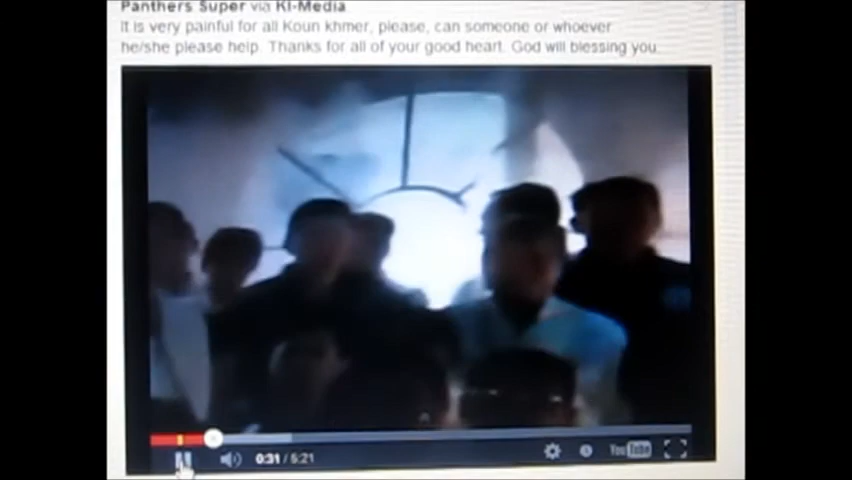 Panthers Super via KI-Media
It is very painful for all Koun khmer, please, can someone or whoever
he/she please help. Thanks for all of your good heart. God will blessing you.
0:31 / 5:21
YouTube